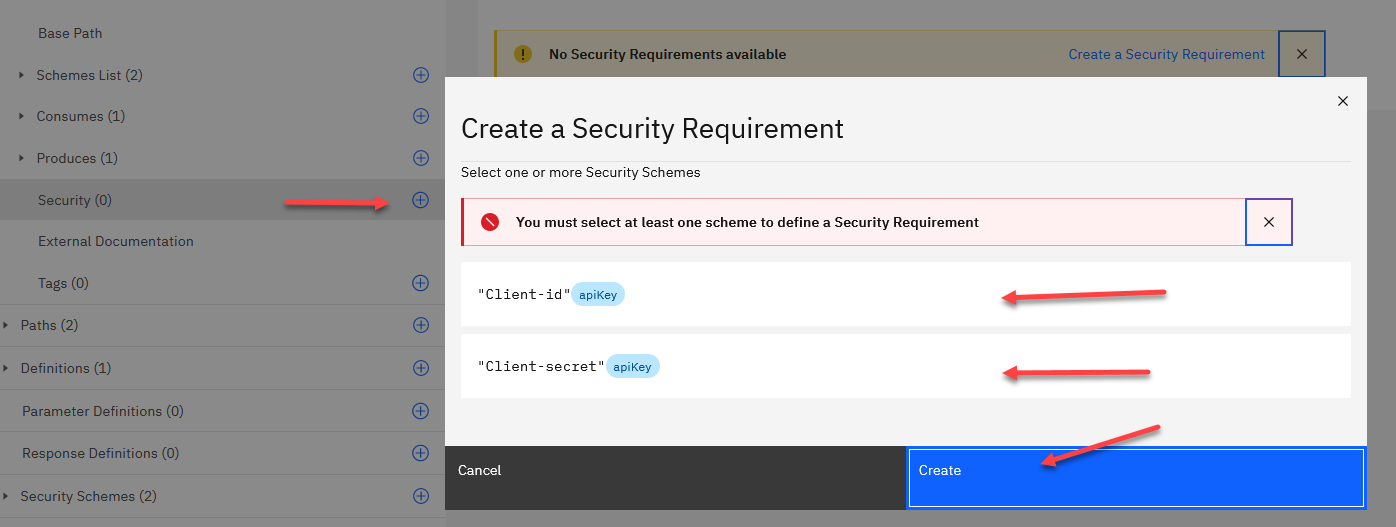 Base Path
Schemes List (2)
Consumes (1)
Produces (1)
Security (0)
External Documentation
Tags (0)
Paths (2)
Definitions (1)
Parameter Definitions (0)
Response Definitions (0)
Security Schemes (2)
No Security Requirements available
Create a Security Requirement
Create a Security Requirement
Select one or more Security Schemes
You must select at least one scheme to define a Security Requirement
"Client-id" apiKey
"Client-secret" apiKey
Cancel
Create